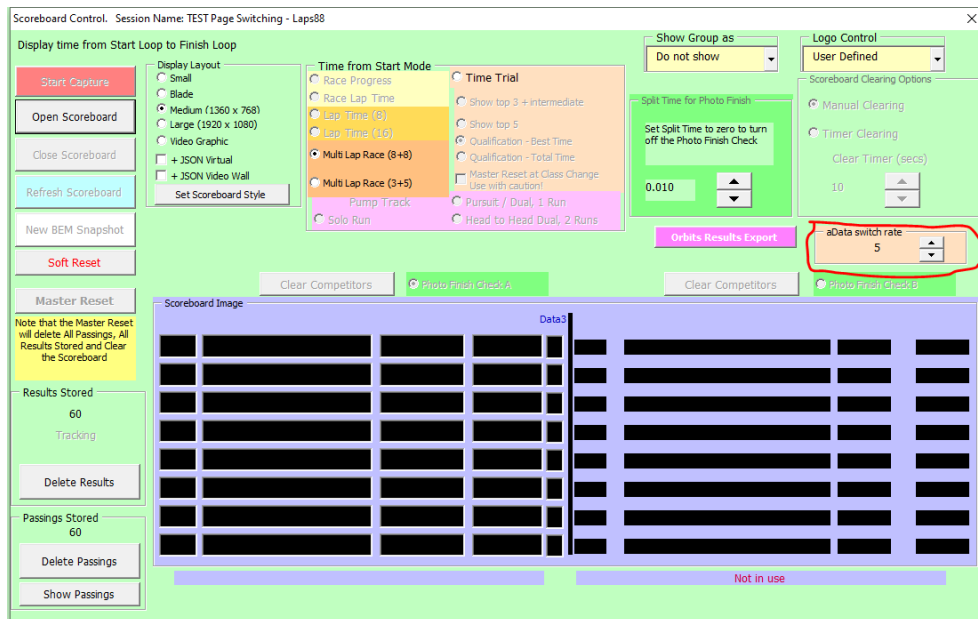 Scoreboard Control.   Session Name: TEST Page Switching - Laps88
Display time from Start Loop to Finish Loop
Show Group as
Do not show
Logo Control
User Defined
Start Capture
Open Scoreboard
Close Scoreboard
Refresh Scoreboard
New BEM Snapshot
Soft Reset
Master Reset
Note that the Master Reset
will delete All Passings, All
Results Stored and Clear
the Scoreboard
Display Layout
Small
Blade
Medium (1360 x 768)
Large (1920 x 1080)
Video Graphic
+ JSON Virtual
+ JSON Video Wall
Set Scoreboard Style
Time from Start Mode
Race Progress
Race Lap Time
Lap Time (8)
Lap Time (16)
Multi Lap Race (8+8)
Multi Lap Race (3+5)
Pump Track
Solo Run
Time Trial
Show top 3 + intermediate
Show top 5
Qualification - Best Time
Qualification - Total Time
Master Reset at Class Change
Use with caution!
Pursuit / Dual, 1 Run
Head to Head Dual, 2 Runs
Split Time for Photo Finish
Set Split Time to zero to turn
off the Photo Finish Check
0.010
Scoreboard Clearing Options
Manual Clearing
Timer Clearing
Clear Timer (secs)
10
Orbits Results Export
aData switch rate
5
Clear Competitors
Photo Finish Check A
Clear Competitors
Photo Finish Check B
Scoreboard Image
Data3
Results Stored
60
Tracking
Delete Results
Passings Stored
60
Delete Passings
Show Passings
Not in use